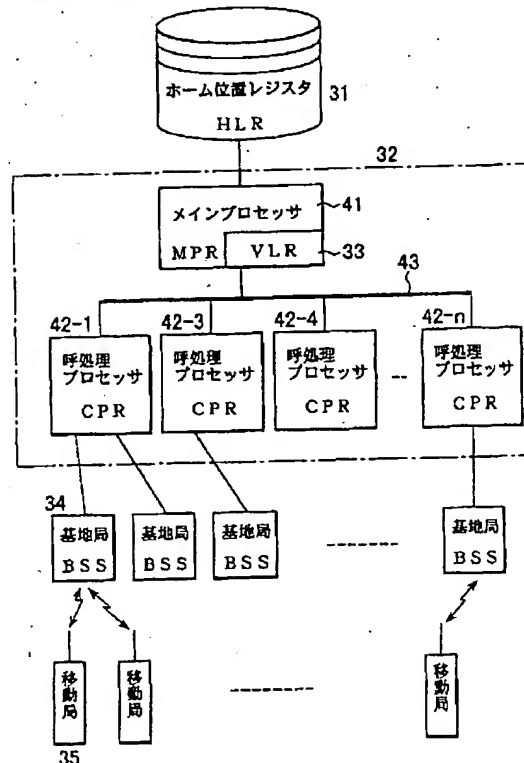 ホーム位置レジスタ
31
HLR
32
メインプロセッサ
41
MPR
VLR
33
43
42-1
42-3
42-4
42-n
呼処理
プロセッサ
CPR
呼処理
プロセッサ
CPR
呼処理
プロセッサ
CPR
呼処理
プロセッサ
CPR
34
基地局
BSS
基地局
BSS
基地局
BSS
基地局
BSS
移動局
移動局
移動局
35